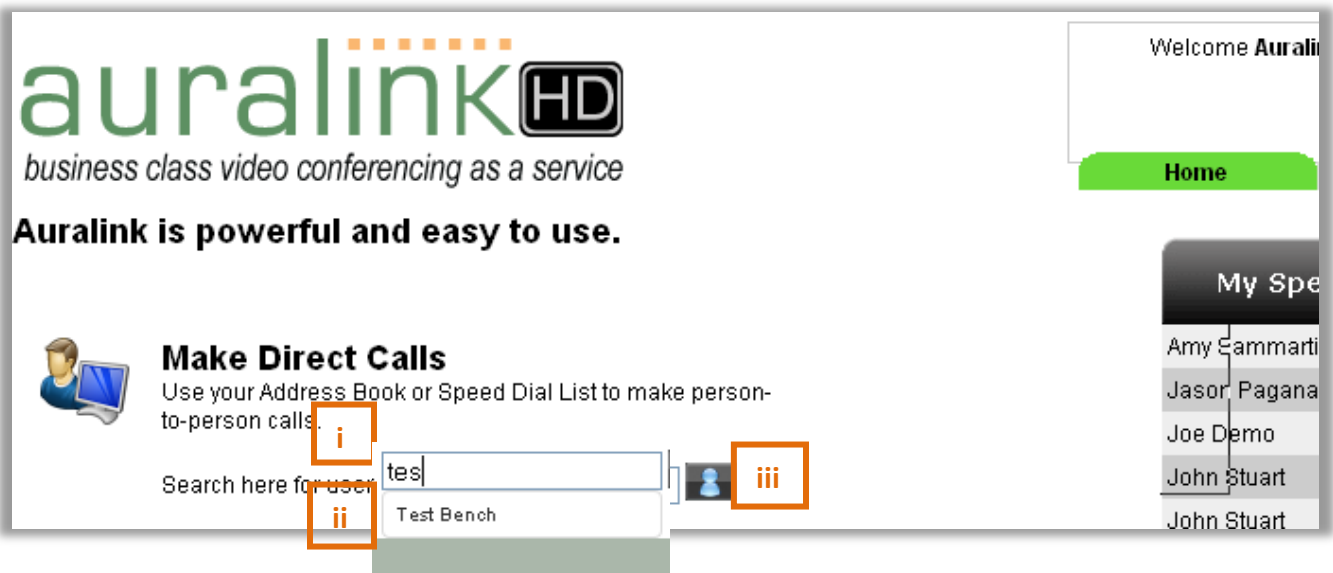 auralink HD
business class video conferencing as a service
Welcome
Home
Auralink is powerful and easy to use.
My
Make Direct Calls
Use your Address Book or Speed Dial List to make person-
to-person calls.
Search here for user
tes
Test Bench
i
ii
iii
Amy
Jason
Joe Demo
John Stuart
John Stuart